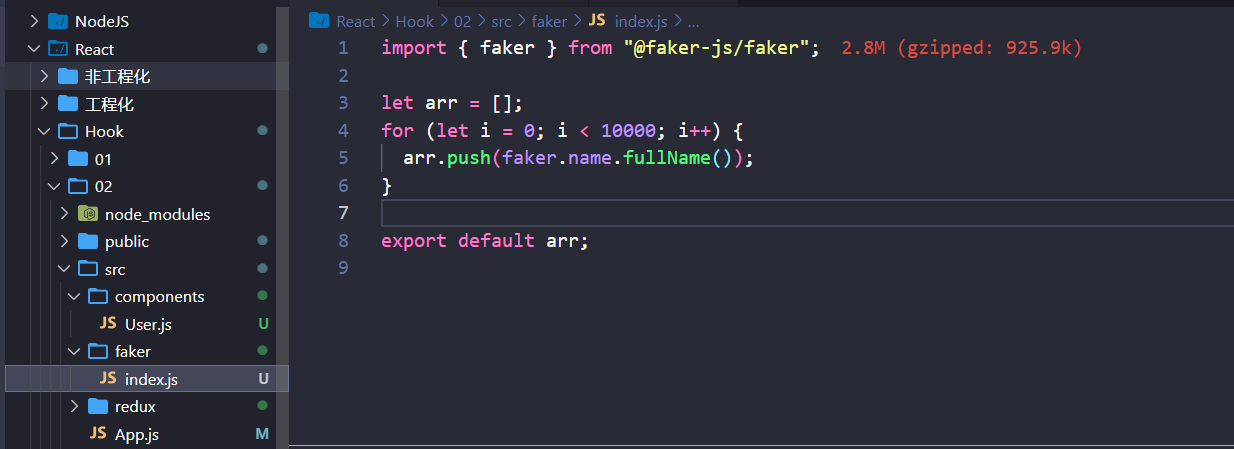 NodeJS
React
非工程化
工程化
Hook
01
02
node_modules
public
src
components
JS User.js U
faker
JS index.js U
redux
JS App.js M
React > Hook > 02 > src > faker > JS index.js > ...
1 import { faker } from "@faker-js/faker"; 2.8M (gzipped: 925.9k)
2
3 let arr = [];
4 for (let i = 0; i < 10000; i++) {
5 arr.push(faker.name.fullName());
6 }
7
8 export default arr;
9